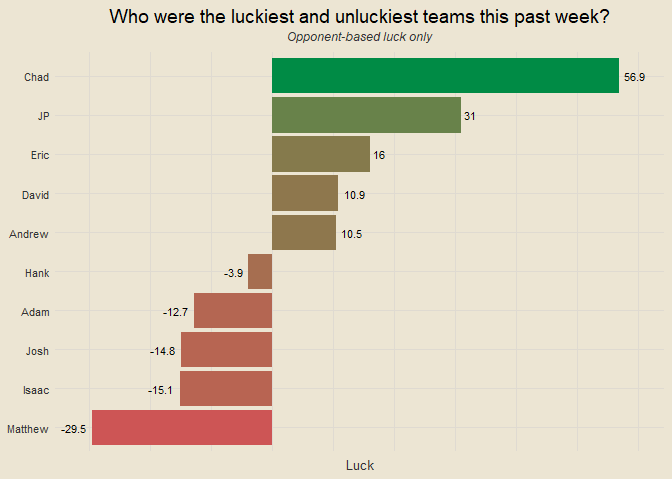 Who were the luckiest and unluckiest teams this past week?
Opponent-based luck only
Chad 56.9
JP 31
Eric 16
David 10.9
Andrew 10.5
Hank -3.9
Adam -12.7
Josh -14.8
Isaac -15.1
Matthew -29.5
Luck